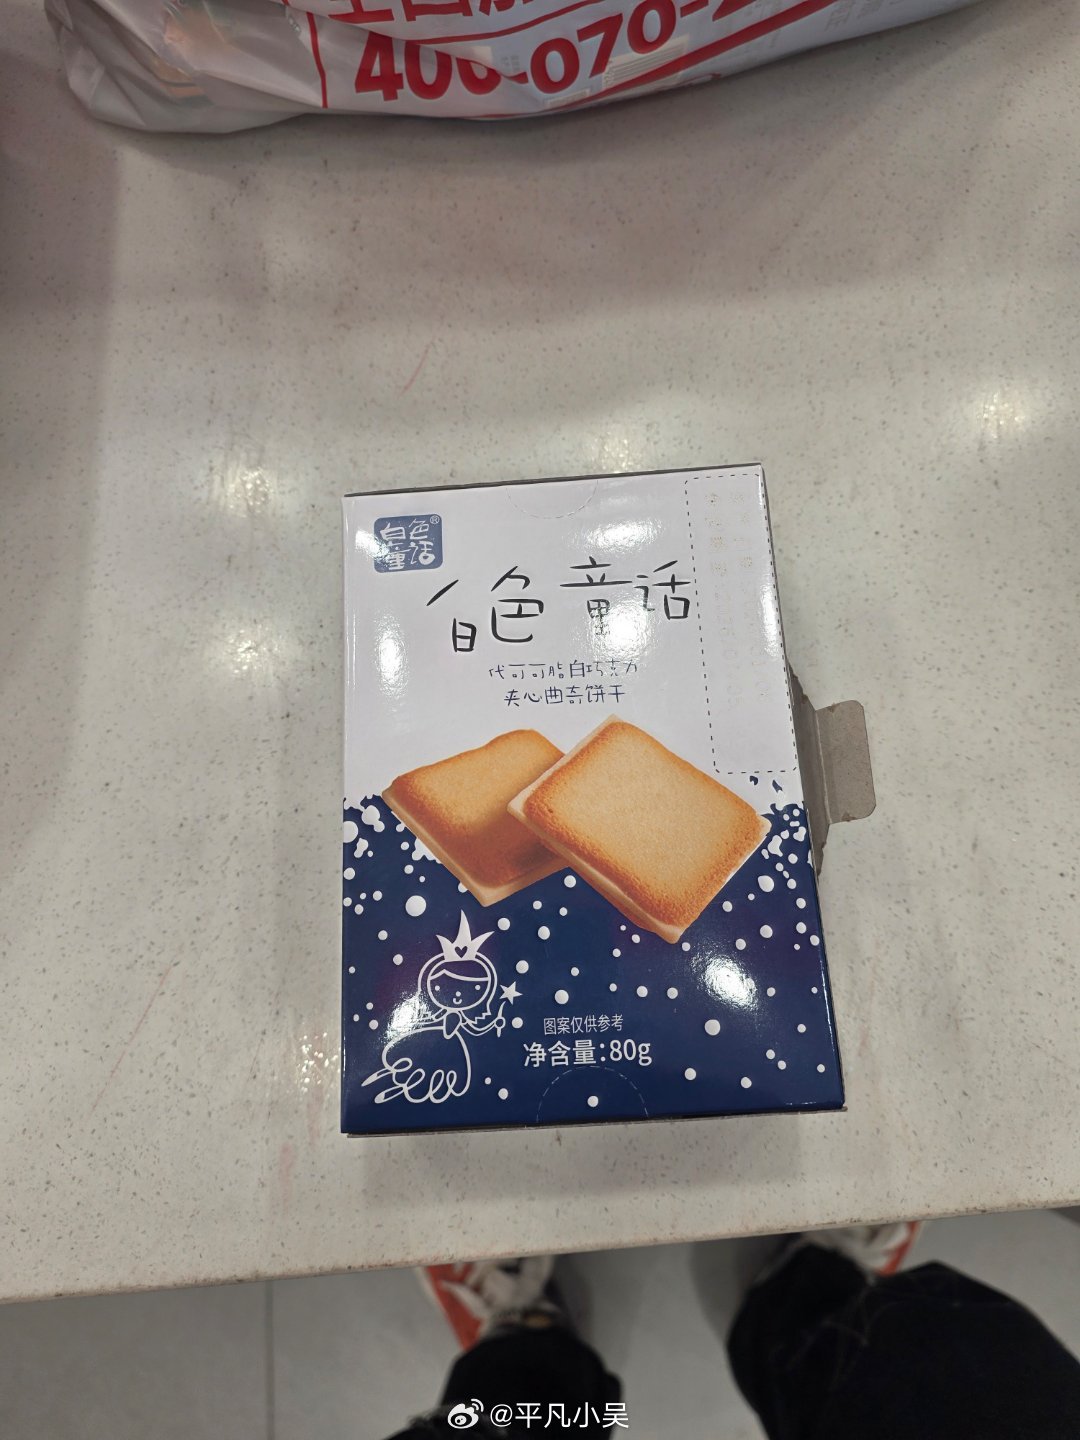 400-070-
白色
童话®
白色童话
代可可脂白巧克力
夹心曲奇饼干
图案仅供参考
净含量:80g
@平凡小吴